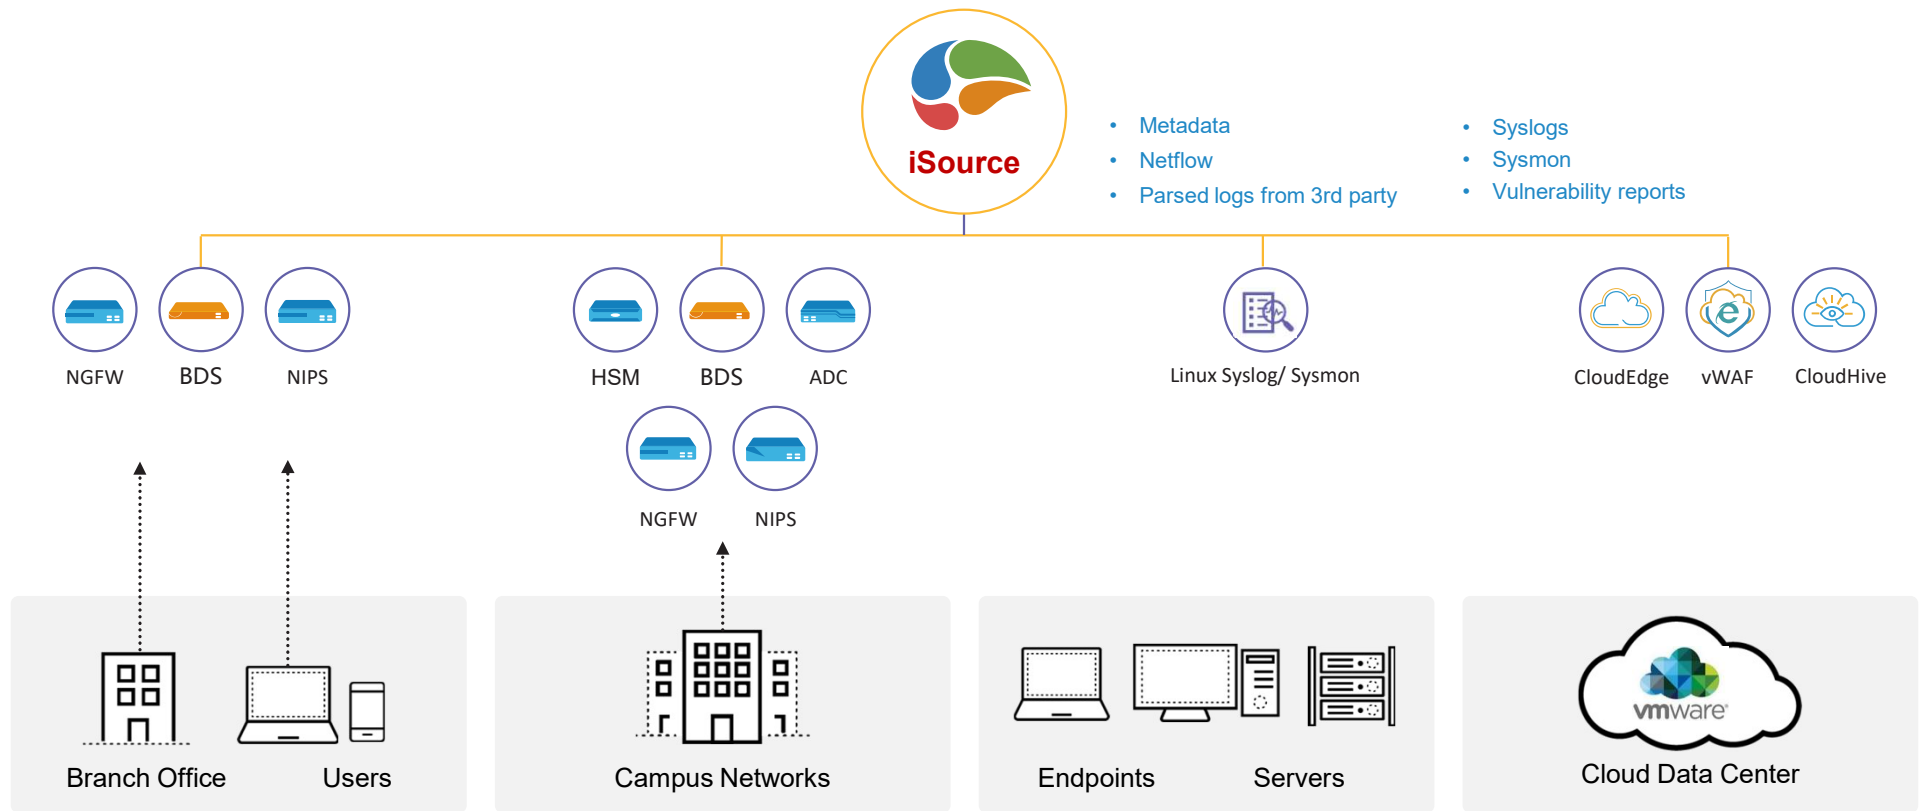 iSource
• Metadata
• Netflow
• Parsed logs from 3rd party
• Syslogs
• Sysmon
• Vulnerability reports
NGFW
BDS
NIPS
HSM
BDS
ADC
Linux Syslog/ Sysmon
CloudEdge
vWAF
CloudHive
NGFW
NIPS
vmware®
Branch Office
Users
Campus Networks
Endpoints
Servers
Cloud Data Center